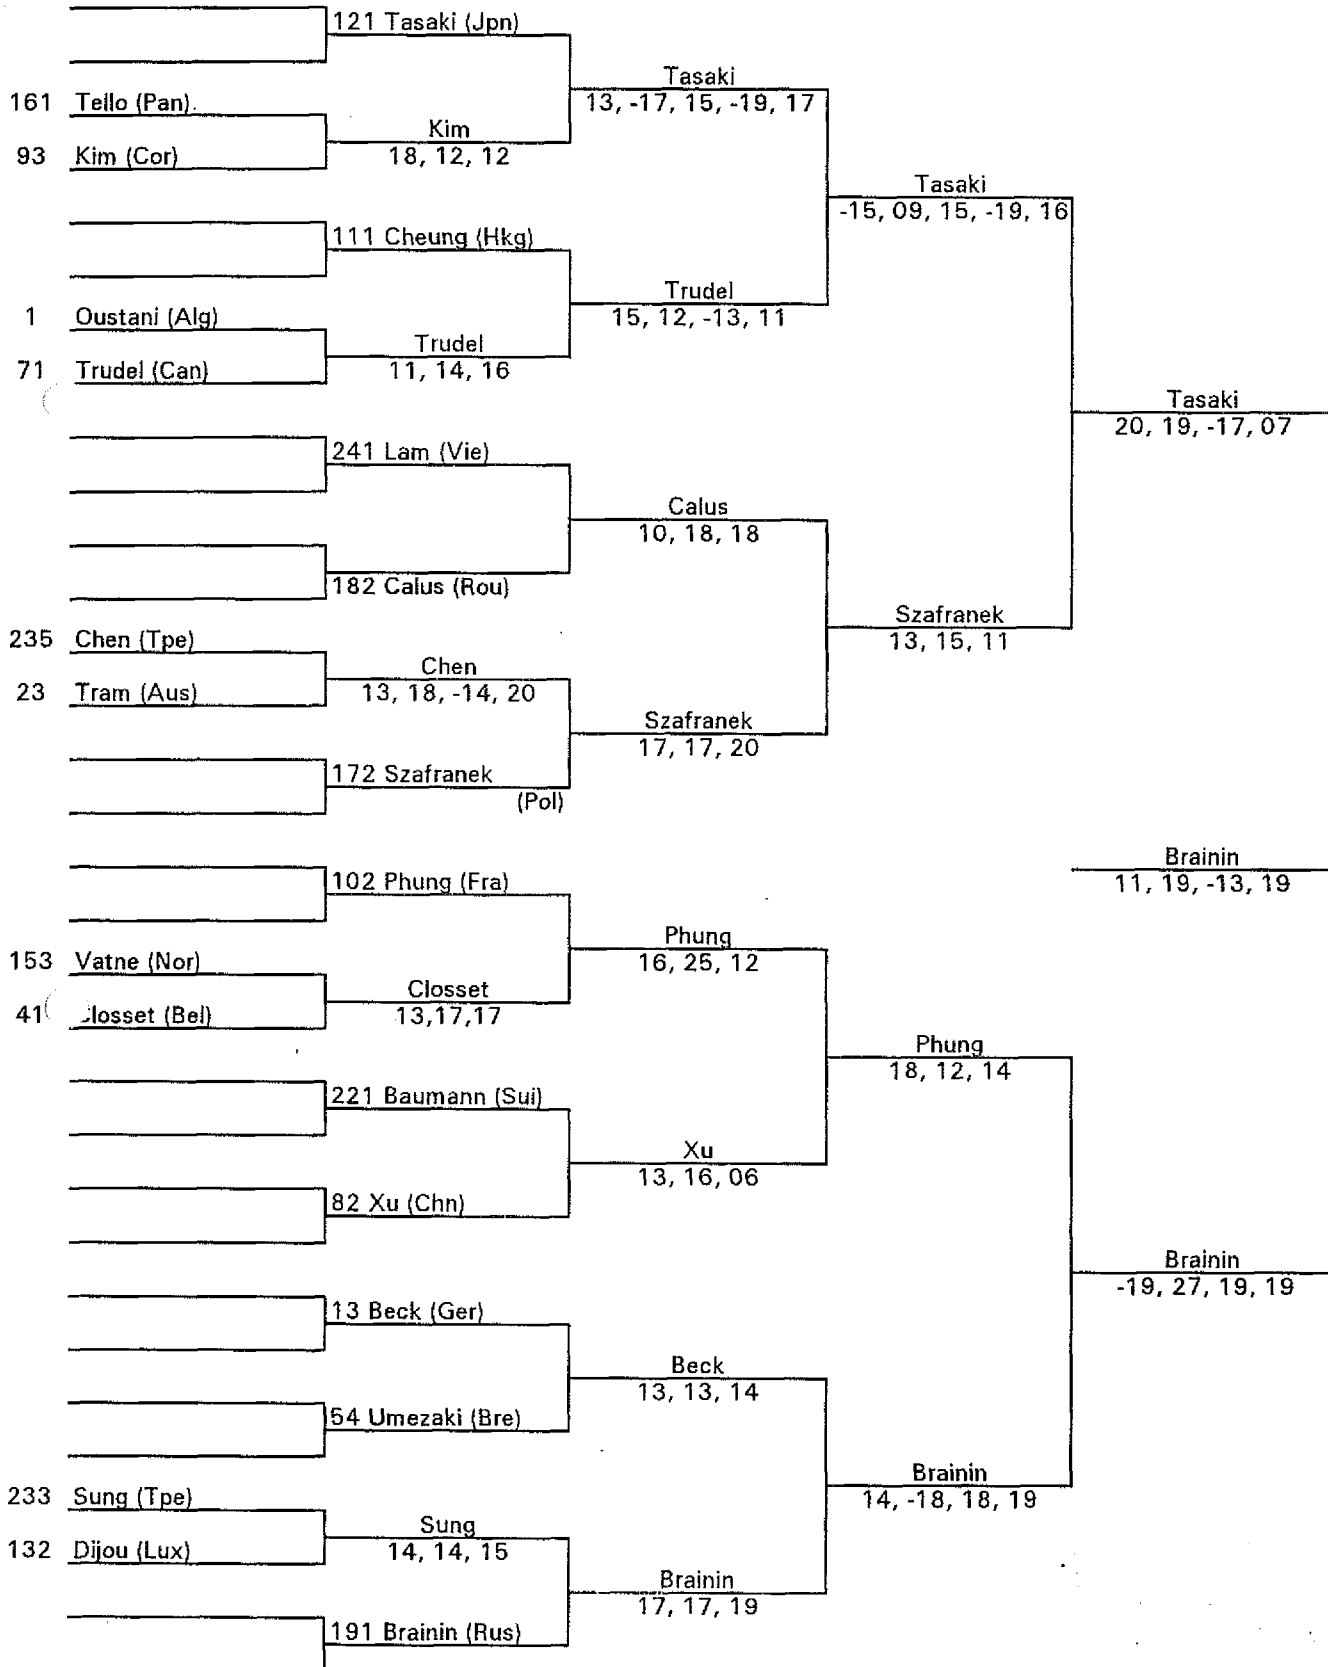 121 Tasaki (Jpn)
Tasaki
13, -17, 15, -19, 17
161 Tello (Pan)
Kim
18, 12, 12
93 Kim (Cor)
Tasaki
-15, 09, 15, -19, 16
111 Cheung (Hkg)
Trudel
15, 12, -13, 11
1 Oustani (Alg)
Trudel
11, 14, 16
71 Trudel (Can)
Tasaki
20, 19, -17, 07
241 Lam (Vie)
Calus
10, 18, 18
182 Calus (Rou)
Szafranek
13, 15, 11
235 Chen (Tpe)
Chen
13, 18, -14, 20
23 Tram (Aus)
Szafranek
17, 17, 20
172 Szafranek
(Pol)
Brainin
11, 19, -13, 19
102 Phung (Fra)
Phung
16, 25, 12
153 Vatne (Nor)
Closset
13,17,17
41 Closset (Bel)
Phung
18, 12, 14
221 Baumann (Sui)
Xu
13, 16, 06
82 Xu (Chn)
Brainin
-19, 27, 19, 19
13 Beck (Ger)
Beck
13, 13, 14
54 Umezaki (Bre)
Brainin
14, -18, 18, 19
233 Sung (Tpe)
Sung
14, 14, 15
132 Dijou (Lux)
Brainin
17, 17, 19
191 Brainin (Rus)